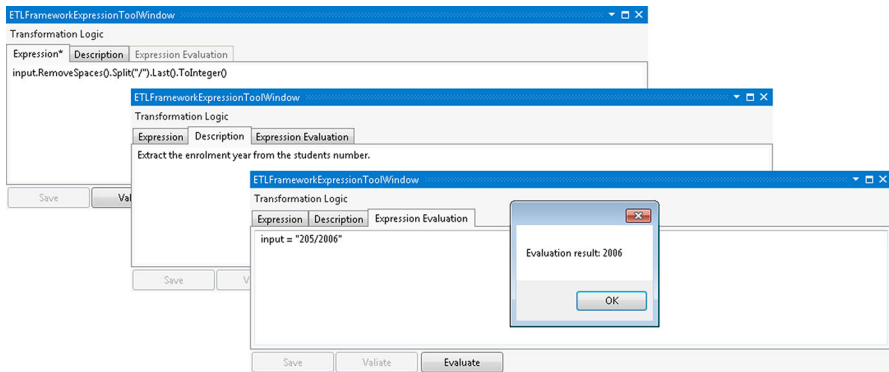 ETLFrameworkExpressionToolWindow
Transformation Logic
Expression* Description Expression Evaluation
input.RemoveSpaces().Split("/").Last().ToInteger()
Save
ETLFrameworkExpressionToolWindow
Transformation Logic
Expression Description Expression Evaluation
Extract the enrolment year from the students number.
Save
ETLFrameworkExpressionToolWindow
Transformation Logic
Expression Description Expression Evaluation
input = "205/2006"
Evaluation result: 2006
OK
Save Valiate Evaluate